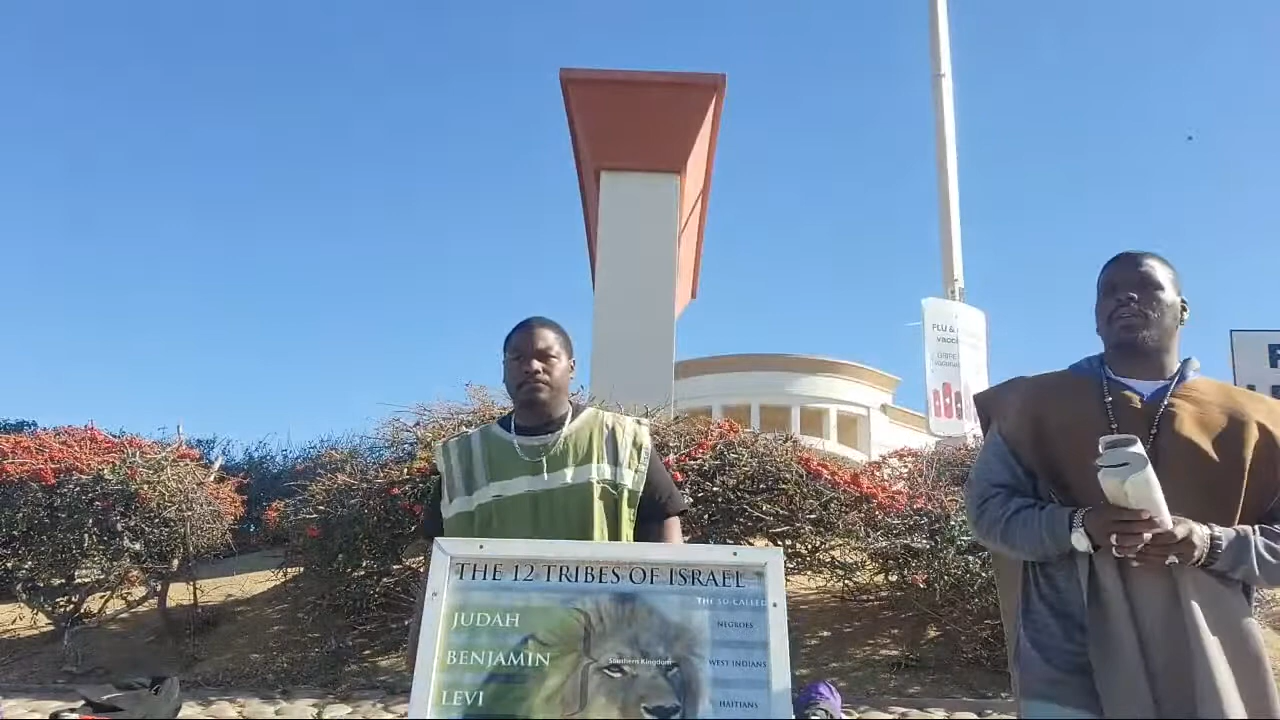 FLU &
THE 12 TRIBES OF ISRAEL
THE SO-CALLED
JUDAH
NEGROES
BENJAMIN
Southern Kingdom
WEST INDIANS
LEVI
HAITIANS